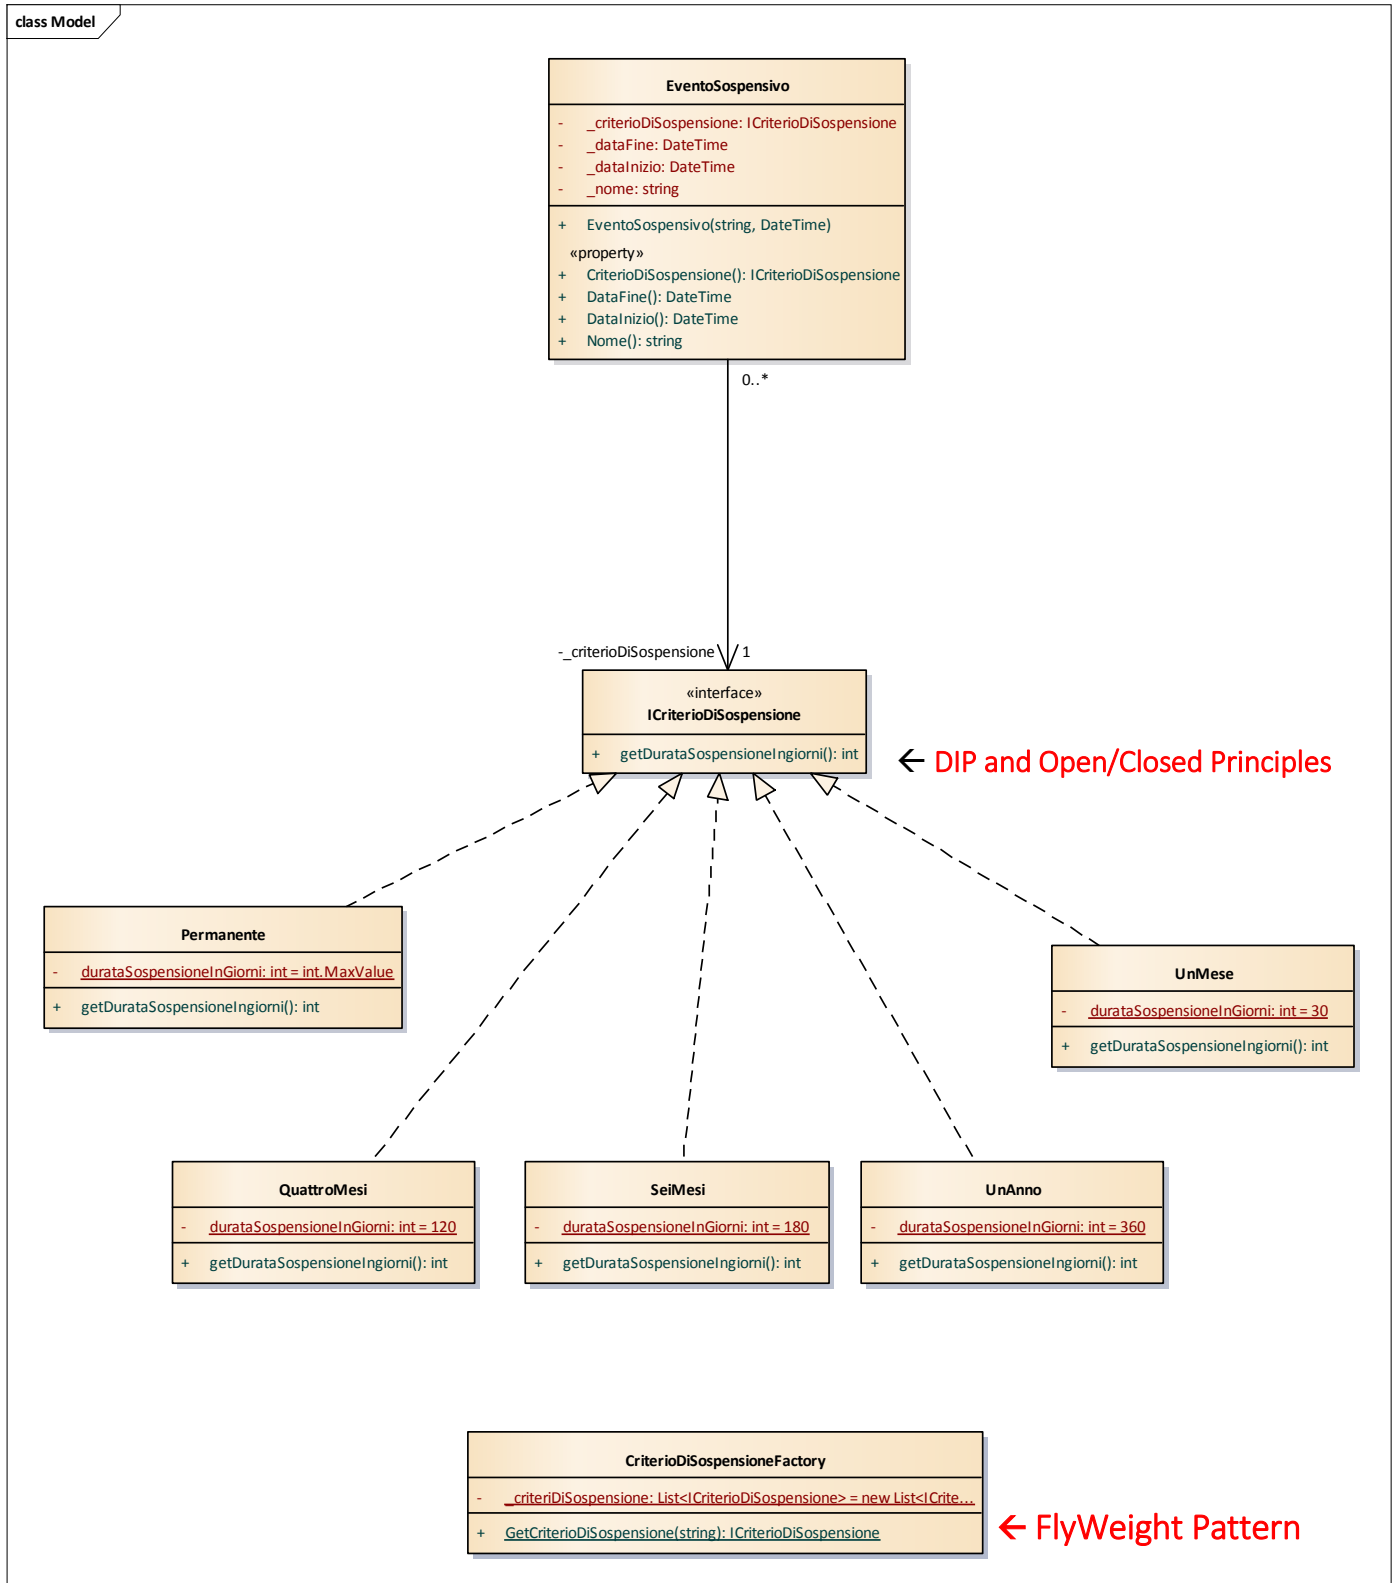 class Model
EventoSospensivo
- _criterioDiSospensione: ICriterioDiSospensione
- _dataFine: DateTime
- _dataInizio: DateTime
- _nome: string
+ EventoSospensivo(string, DateTime)
«property»
+ CriterioDiSospensione(): ICriterioDiSospensione
+ DataFine(): DateTime
+ DataInizio(): DateTime
+ Nome(): string
0..*
-_criterioDiSospensione 1
«interface»
ICriterioDiSospensione
+ getDurataSospensioneIngiorni(): int
← DIP and Open/Closed Principles
Permanente
- durataSospensioneInGiorni: int = int.MaxValue
+ getDurataSospensioneIngiorni(): int
UnMese
- durataSospensioneInGiorni: int = 30
+ getDurataSospensioneIngiorni(): int
QuattroMesi
- durataSospensioneInGiorni: int = 120
+ getDurataSospensioneIngiorni(): int
SeiMesi
- durataSospensioneInGiorni: int = 180
+ getDurataSospensioneIngiorni(): int
UnAnno
- durataSospensioneInGiorni: int = 360
+ getDurataSospensioneIngiorni(): int
CriterioDiSospensioneFactory
- _criteriDiSospensione: List<ICriterioDiSospensione> = new List<ICrite...
+ GetCriterioDiSospensione(string): ICriterioDiSospensione
← FlyWeight Pattern